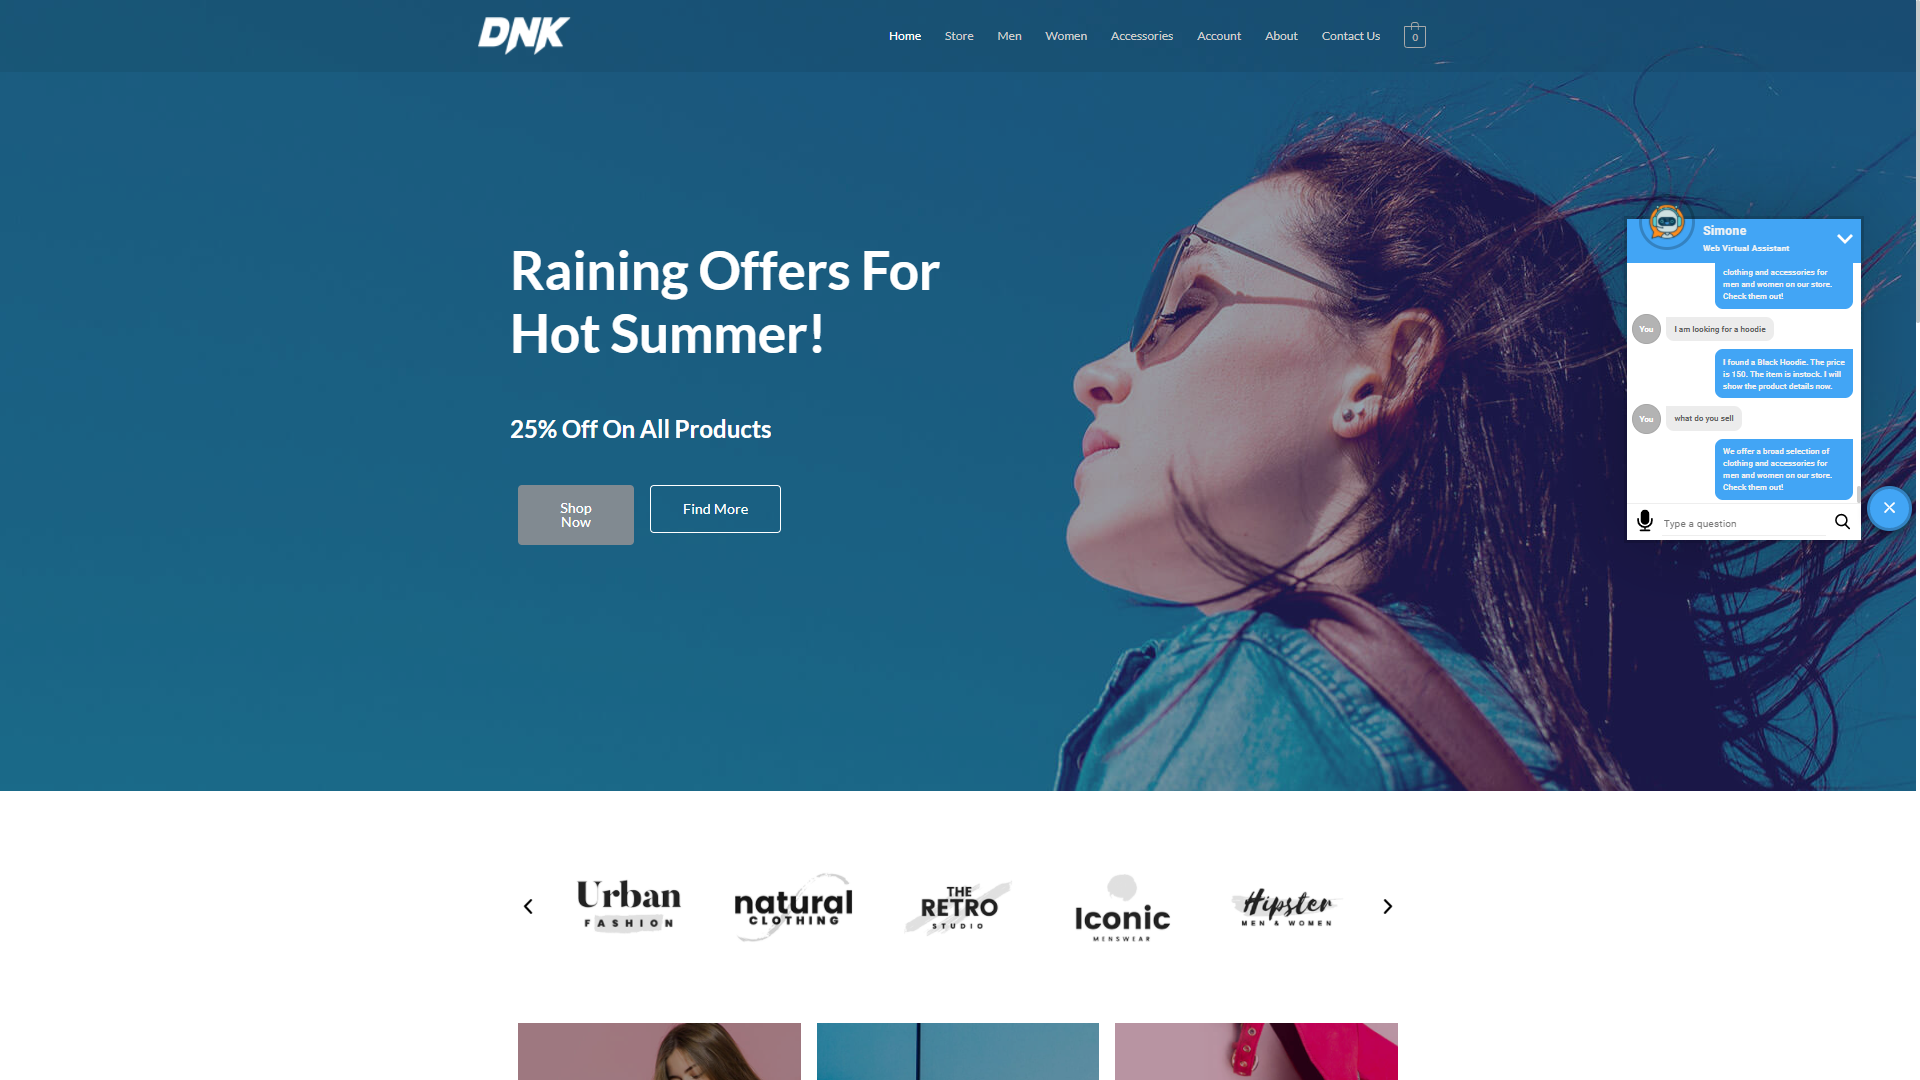 DNK
Home Store Men Women Accessories Account About Contact Us 0
Raining Offers For
Hot Summer!
25% Off On All Products
Shop
Now
Find More
Simone
Web Virtual Assistant
clothing and accessories for
men and women on our store.
Check them out!
You
I am looking for a hoodie
I found a Black Hoodie. The price
is 150. The item is instock. I will
show the product details now.
You
what do you sell
We offer a broad selection of
clothing and accessories for
men and women on our store.
Check them out!
Type a question
Urban
FASHION
natural
CLOTHING
THE
RETRO
STUDIO
Iconic
MENSWEAR
Hipster
MEN & WOMEN